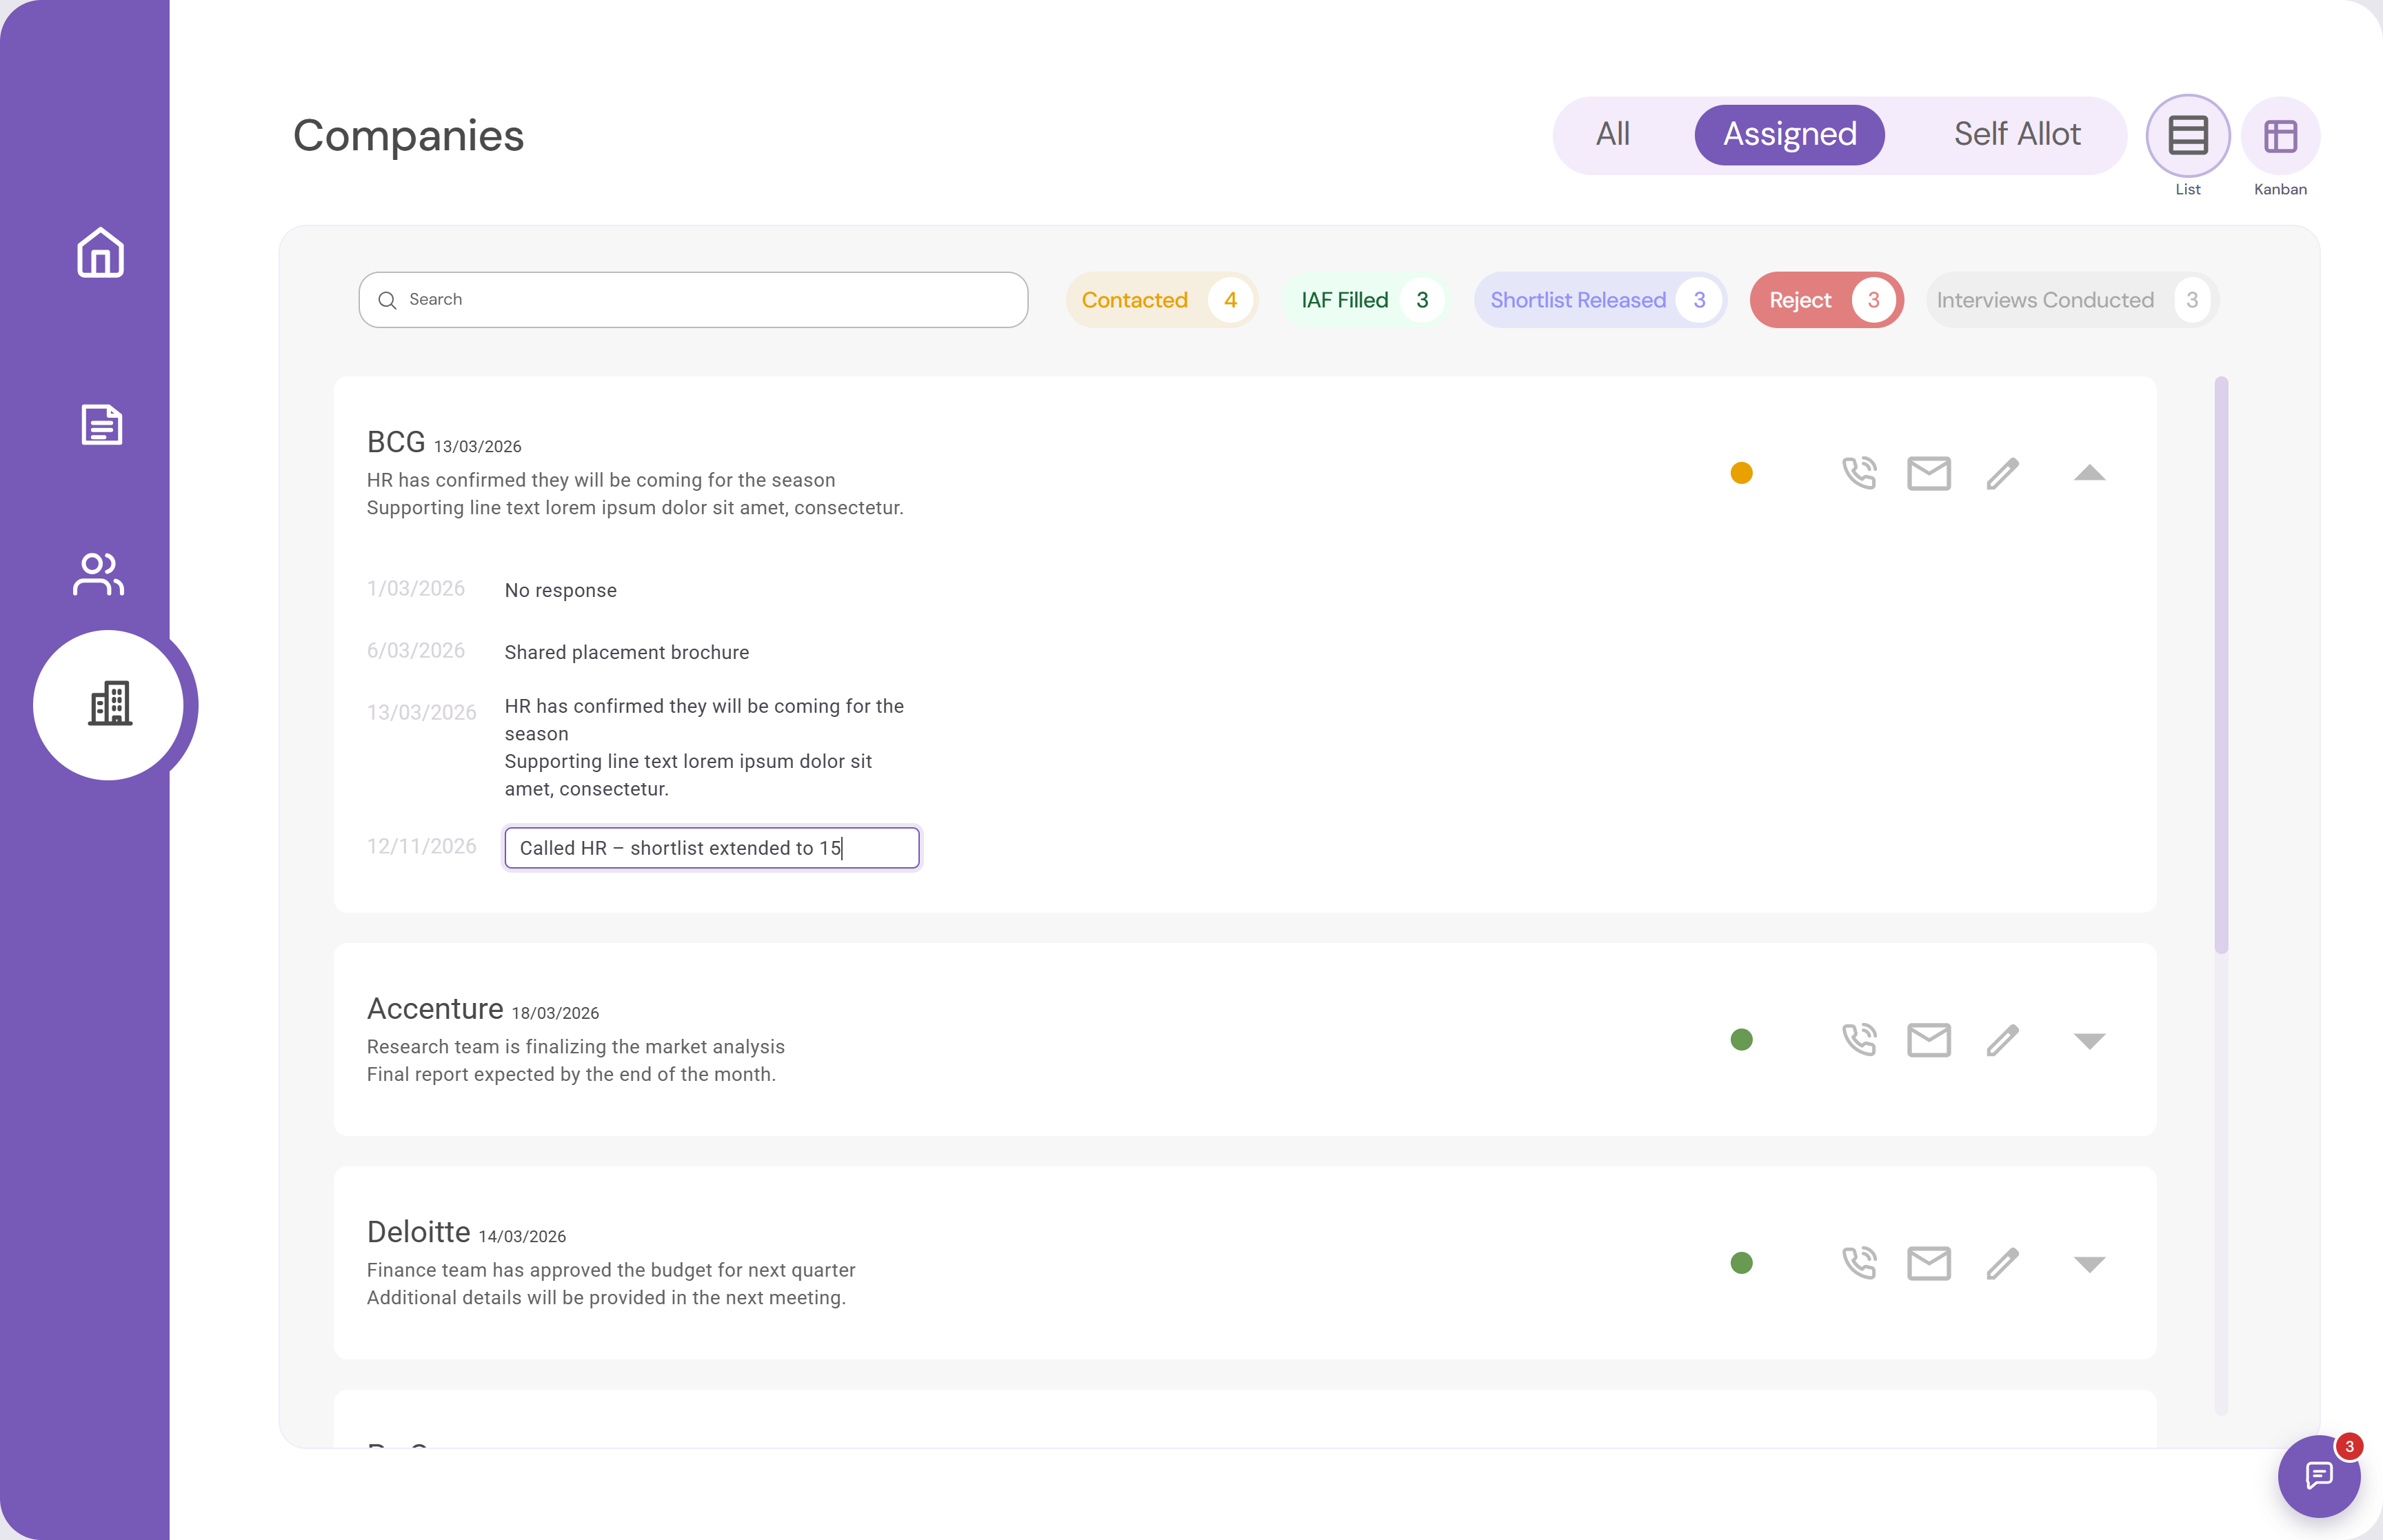 Companies
All
Assigned
Self Allot
List
Kanban
Search
Contacted 4
IAF Filled 3
Shortlist Released 3
Reject 3
Interviews Conducted 3
BCG 13/03/2026
HR has confirmed they will be coming for the season
Supporting line text lorem ipsum dolor sit amet, consectetur.
1/03/2026 No response
6/03/2026 Shared placement brochure
13/03/2026 HR has confirmed they will be coming for the
season
Supporting line text lorem ipsum dolor sit
amet, consectetur.
12/11/2026 Called HR – shortlist extended to 15
Accenture 18/03/2026
Research team is finalizing the market analysis
Final report expected by the end of the month.
Deloitte 14/03/2026
Finance team has approved the budget for next quarter
Additional details will be provided in the next meeting.
3